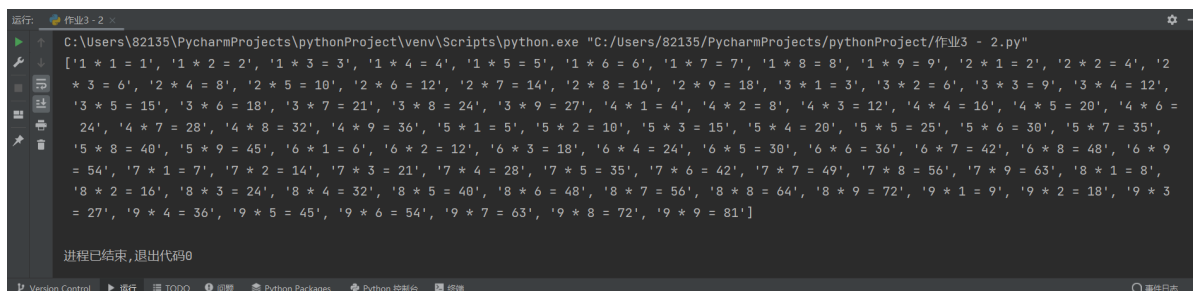 运行: 作业3 - 2 ×
C:\Users\82135\PycharmProjects\pythonProject\venv\Scripts\python.exe "C:/Users/82135/PycharmProjects/pythonProject/作业3 - 2.py"
['1 * 1 = 1', '1 * 2 = 2', '1 * 3 = 3', '1 * 4 = 4', '1 * 5 = 5', '1 * 6 = 6', '1 * 7 = 7', '1 * 8 = 8', '1 * 9 = 9', '2 * 1 = 2', '2 * 2 = 4', '2
* 3 = 6', '2 * 4 = 8', '2 * 5 = 10', '2 * 6 = 12', '2 * 7 = 14', '2 * 8 = 16', '2 * 9 = 18', '3 * 1 = 3', '3 * 2 = 6', '3 * 3 = 9', '3 * 4 = 12',
'3 * 5 = 15', '3 * 6 = 18', '3 * 7 = 21', '3 * 8 = 24', '3 * 9 = 27', '4 * 1 = 4', '4 * 2 = 8', '4 * 3 = 12', '4 * 4 = 16', '4 * 5 = 20', '4 * 6 =
24', '4 * 7 = 28', '4 * 8 = 32', '4 * 9 = 36', '5 * 1 = 5', '5 * 2 = 10', '5 * 3 = 15', '5 * 4 = 20', '5 * 5 = 25', '5 * 6 = 30', '5 * 7 = 35',
'5 * 8 = 40', '5 * 9 = 45', '6 * 1 = 6', '6 * 2 = 12', '6 * 3 = 18', '6 * 4 = 24', '6 * 5 = 30', '6 * 6 = 36', '6 * 7 = 42', '6 * 8 = 48', '6 * 9
= 54', '7 * 1 = 7', '7 * 2 = 14', '7 * 3 = 21', '7 * 4 = 28', '7 * 5 = 35', '7 * 6 = 42', '7 * 7 = 49', '7 * 8 = 56', '7 * 9 = 63', '8 * 1 = 8',
'8 * 2 = 16', '8 * 3 = 24', '8 * 4 = 32', '8 * 5 = 40', '8 * 6 = 48', '8 * 7 = 56', '8 * 8 = 64', '8 * 9 = 72', '9 * 1 = 9', '9 * 2 = 18', '9 * 3
= 27', '9 * 4 = 36', '9 * 5 = 45', '9 * 6 = 54', '9 * 7 = 63', '9 * 8 = 72', '9 * 9 = 81']
进程已结束,退出代码0
Version Control 运行 TODO 问题 Python Packages Python 控制台 终端 事件日志